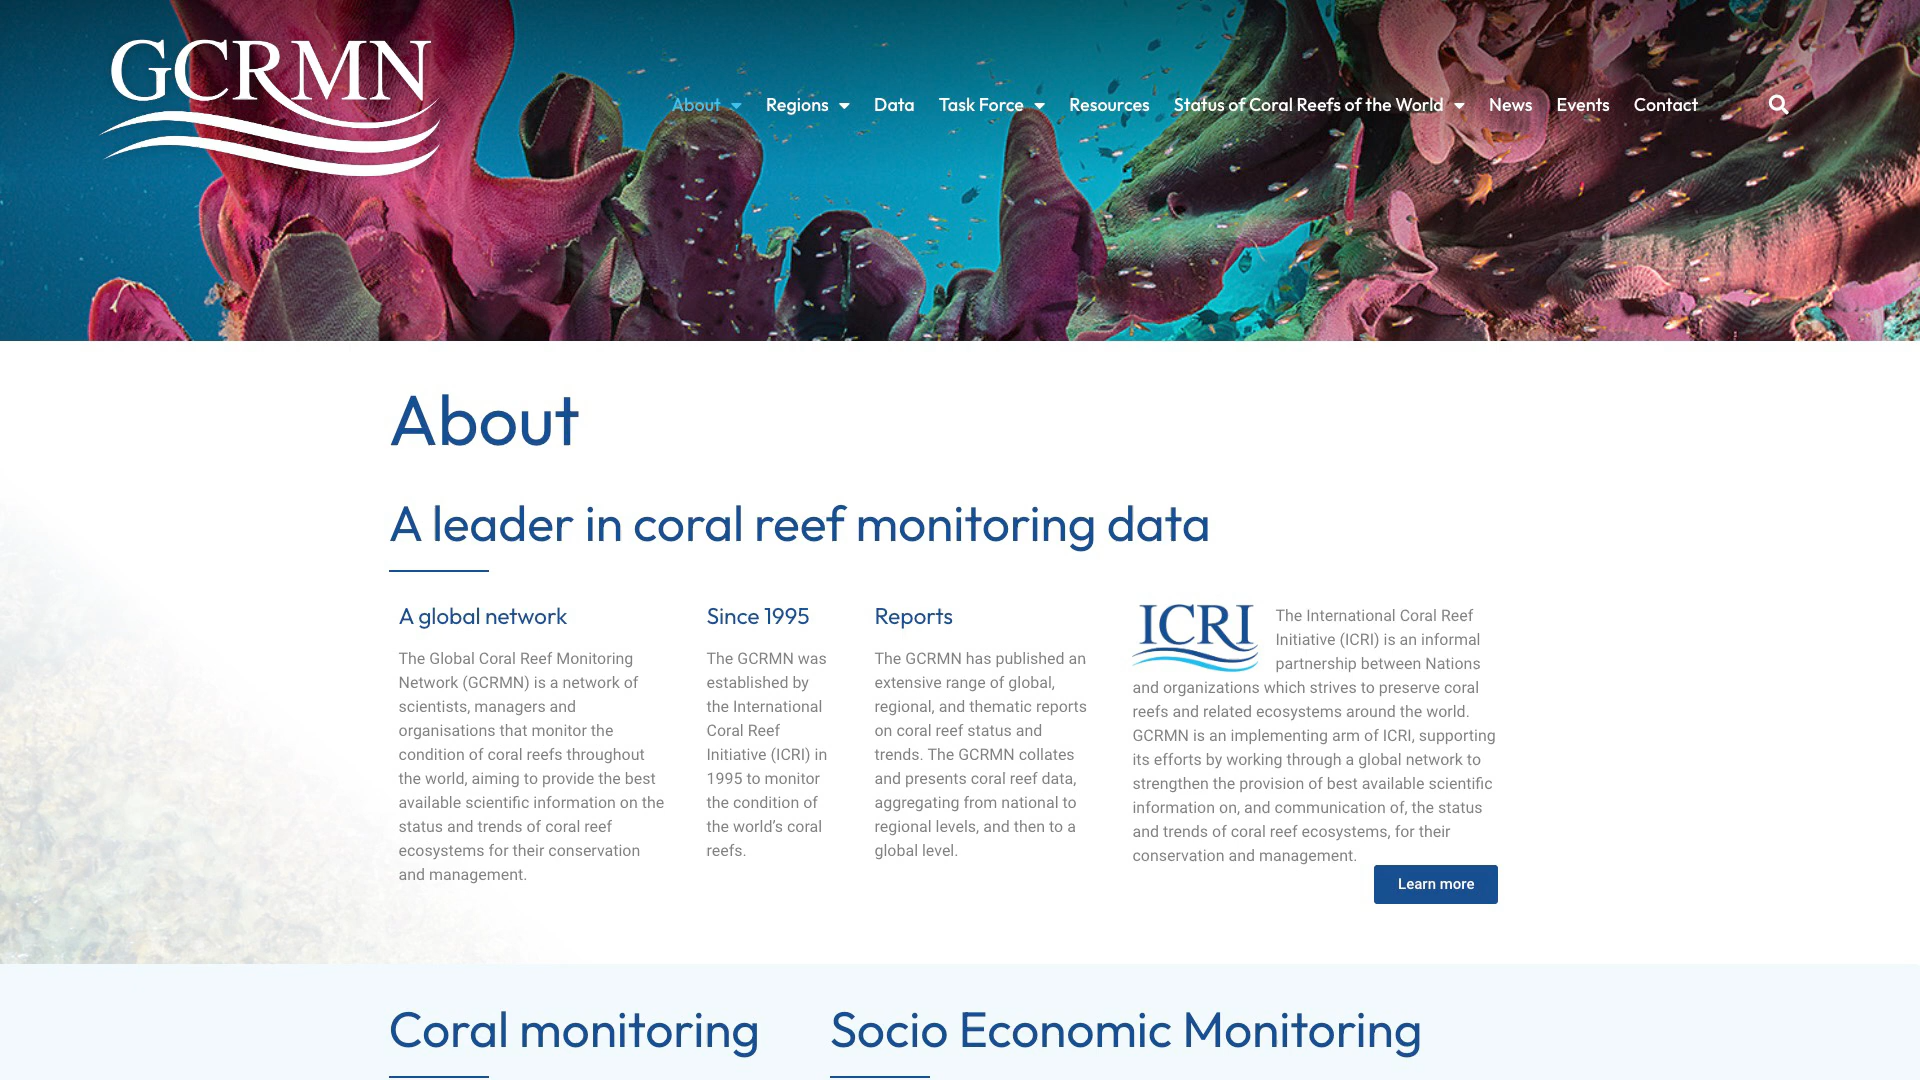 GCRMN
About
Regions
Data
Task Force
Resources
Status of Coral Reefs of the World
News
Events
Contact
About
A leader in coral reef monitoring data
A global network
The Global Coral Reef Monitoring
Network (GCRMN) is a network of
scientists, managers and
organisations that monitor the
condition of coral reefs throughout
the world, aiming to provide the best
available scientific information on the
status and trends of coral reef
ecosystems for their conservation
and management.
Since 1995
The GCRMN was
established by
the International
Coral Reef
Initiative (ICRI) in
1995 to monitor
the condition of
the world’s coral
reefs.
Reports
The GCRMN has published an
extensive range of global,
regional, and thematic reports
on coral reef status and
trends. The GCRMN collates
and presents coral reef data,
aggregating from national to
regional levels, and then to a
global level.
ICRI
The International Coral Reef
Initiative (ICRI) is an informal
partnership between Nations
and organizations which strives to preserve coral
reefs and related ecosystems around the world.
GCRMN is an implementing arm of ICRI, supporting
its efforts by working through a global network to
strengthen the provision of best available scientific
information on, and communication of, the status
and trends of coral reef ecosystems, for their
conservation and management.
Learn more
Coral monitoring
Socio Economic Monitoring